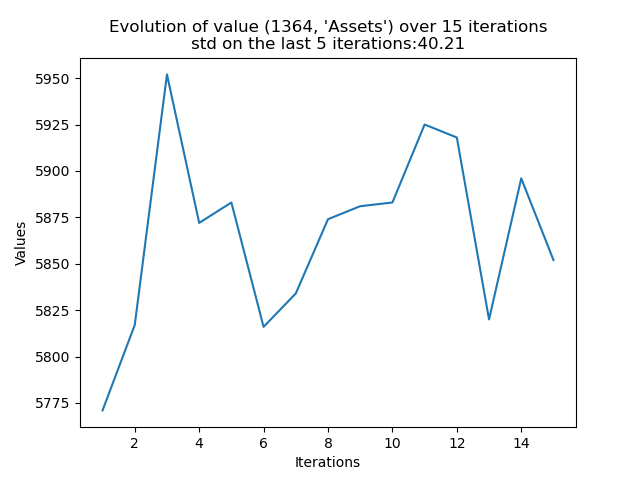 Evolution of value (1364, 'Assets') over 15 iterations
std on the last 5 iterations:40.21
5950
5925
5900
5875
5850
5825
5800
5775
Values
2 4 6 8 10 12 14
Iterations